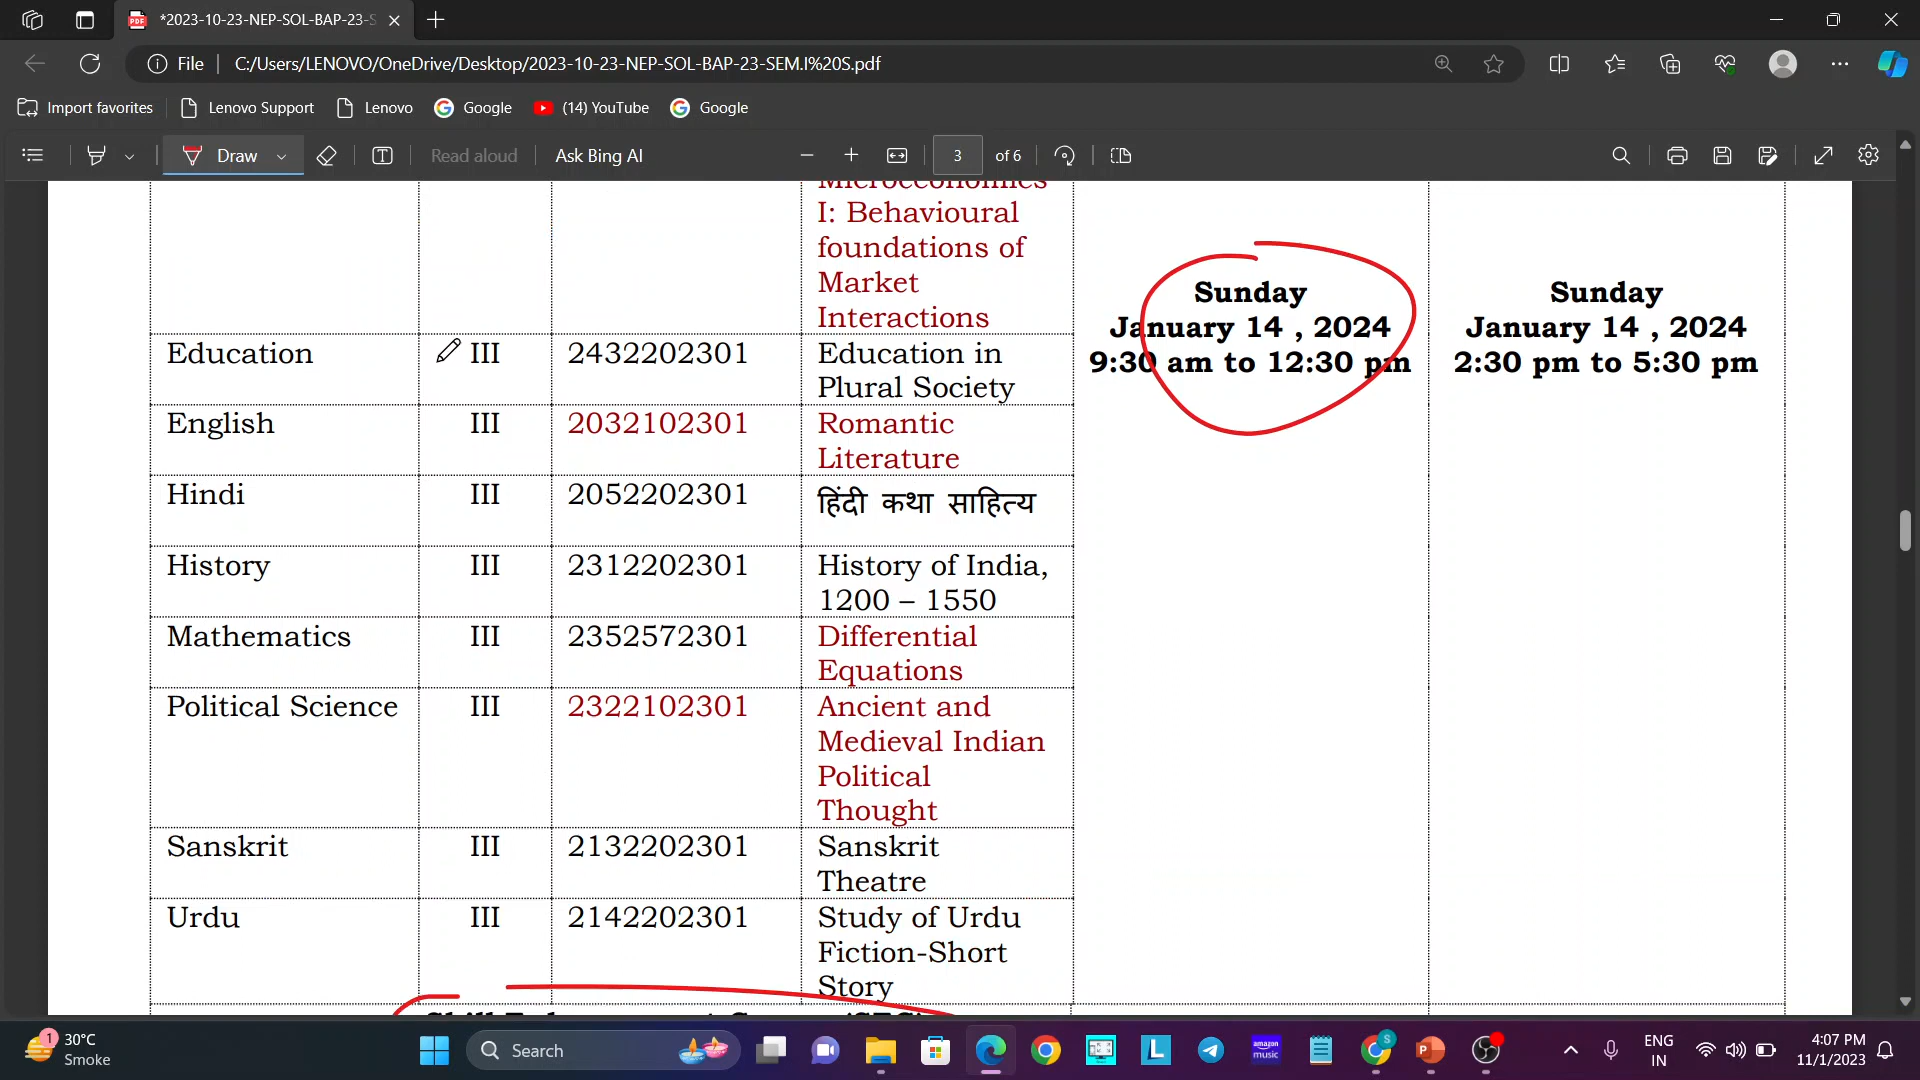 *2023-10-23-NEP-SOL-BAP-23-S
File
C:/Users/LENOVO/OneDrive/Desktop/2023-10-23-NEP-SOL-BAP-23-SEM.I%20S.pdf
Import favorites
Lenovo Support
Lenovo
Google
(14) YouTube
Google
Draw
Read aloud
Ask Bing AI
3
of 6
Microeconomics
I: Behavioural
foundations of
Market
Interactions
Sunday
January 14 , 2024
9:30 am to 12:30 pm
Sunday
January 14 , 2024
2:30 pm to 5:30 pm
Education III 2432202301 Education in
Plural Society
English III 2032102301 Romantic
Literature
Hindi III 2052202301 हिंदी कथा साहित्य
History III 2312202301 History of India,
1200 – 1550
Mathematics III 2352572301 Differential
Equations
Political Science III 2322102301 Ancient and
Medieval Indian
Political
Thought
Sanskrit III 2132202301 Sanskrit
Theatre
Urdu III 2142202301 Study of Urdu
Fiction-Short
Story
1
30°C
Smoke
Search
amazon
music
ENG
IN
4:07 PM
11/1/2023